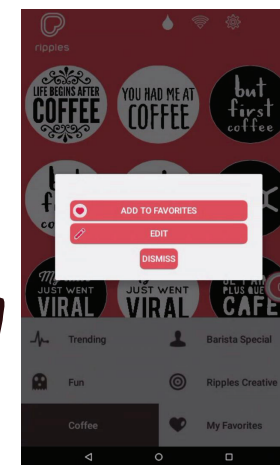 ripples
LIFE BEGINS AFTER
COFFEE
YOU HAD ME AT
COFFEE
but
first
coffee
ADD TO FAVORITES
EDIT
DISMISS
JUST WENT
VIRAL
JUST WENT
VIRAL
PLUS QUE
CAFE
Trending
Barista Special
Fun
Ripples Creative
Coffee
My Favorites